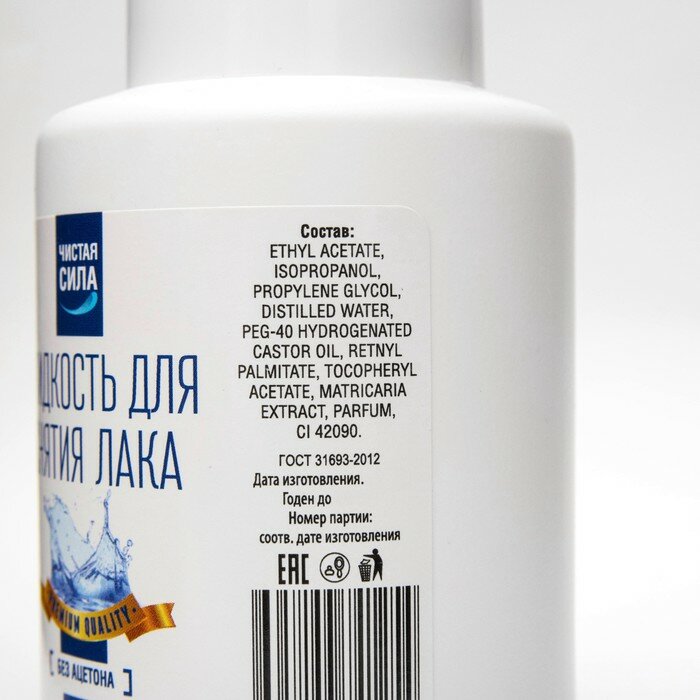 ЧИСТАЯ
СИЛА
ДКОСТЬ ДЛЯ
ЯТИЯ ЛАКА
PREMIUM QUALITY
БЕЗ АЦЕТОНА
Состав:
ETHYL ACETATE,
ISOPROPANOL,
PROPYLENE GLYCOL,
DISTILLED WATER,
PEG-40 HYDROGENATED
CASTOR OIL, RETNYL
PALMITATE, TOCOPHERYL
ACETATE, MATRICARIA
EXTRACT, PARFUM,
CI 42090.
ГОСТ 31693-2012
Дата изготовления.
Годен до
Номер партии:
соотв. дате изготовления
EAC